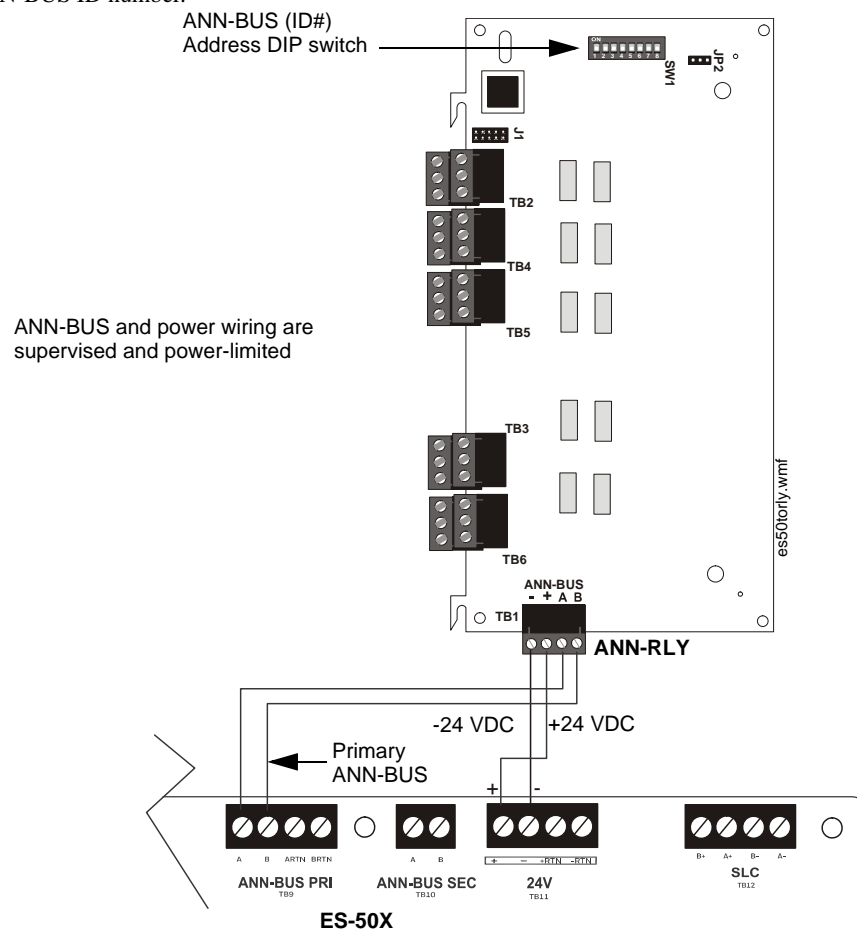 N-BUS ID number.
ANN-BUS (ID#)
Address DIP switch
ON
1 2 3 4 5 6 7 8
SW1
JP2
J1
TB2
TB4
TB5
ANN-BUS and power wiring are
supervised and power-limited
TB3
es50torly.wmf
TB6
ANN-BUS
- + A B
TB1
ANN-RLY
-24 VDC +24 VDC
Primary
ANN-BUS
+ -
A B ARTN BRTN
ANN-BUS PRI
TB9
A B
ANN-BUS SEC
TB10
+ - +RTN -RTN
24V
TB11
B+ A+ B- A-
SLC
TB12
ES-50X